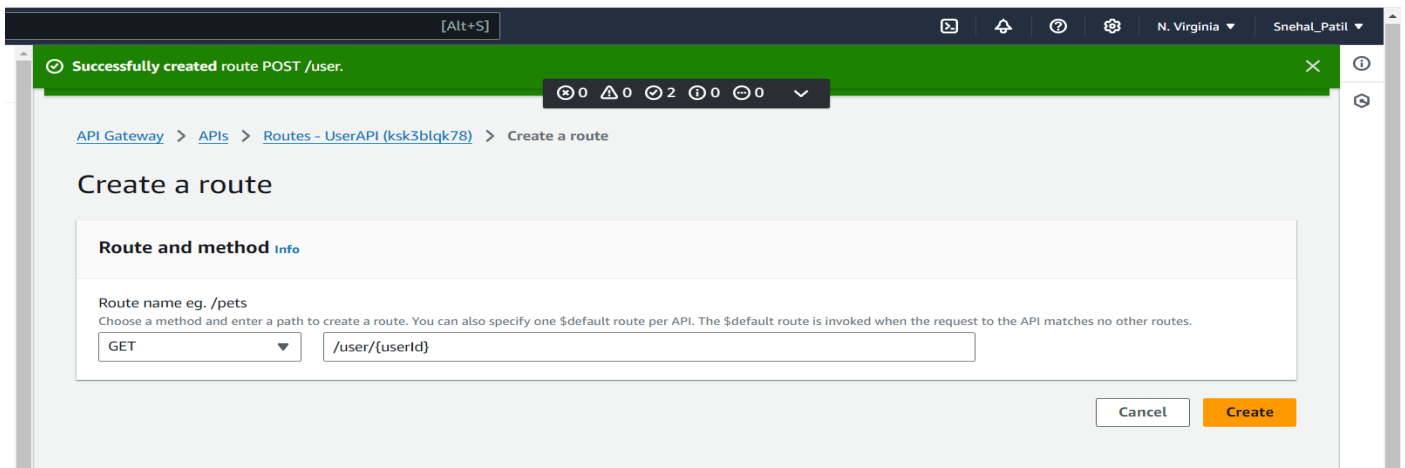 [Alt+S] N. Virginia ▼ Snehal_Patil ▼
Successfully created route POST /user.
0 0 2 0 0
API Gateway > APIs > Routes - UserAPI (ksk3blqk78) > Create a route
Create a route
Route and method Info
Route name eg. /pets
Choose a method and enter a path to create a route. You can also specify one $default route per API. The $default route is invoked when the request to the API matches no other routes.
GET ▼ /user/{userId}
Cancel Create